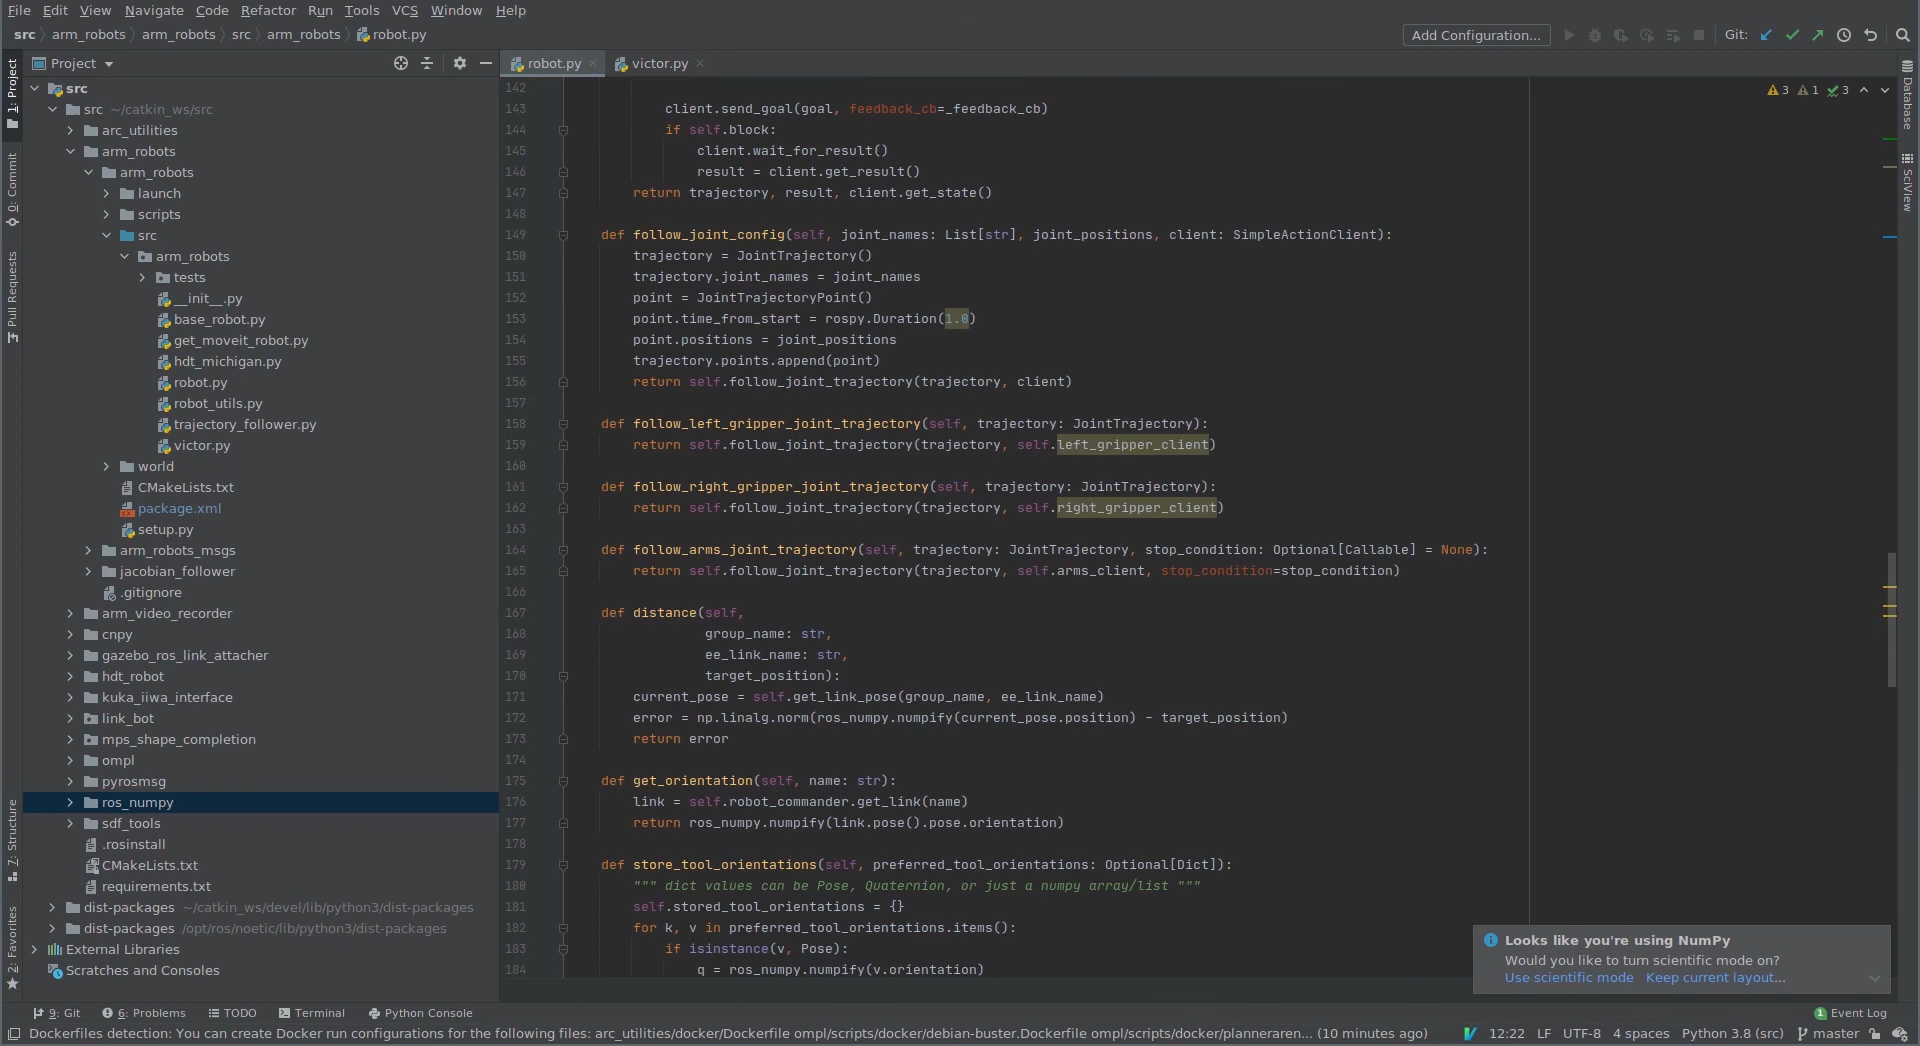 File Edit View Navigate Code Refactor Run Tools VCS Window Help
src arm_robots arm_robots src arm_robots robot.py
Add Configuration... Git:
Project
robot.py victor.py
1: Project
0: Commit
Pull Requests
7: Structure
2: Favorites
src
src ~/catkin_ws/src
arc_utilities
arm_robots
arm_robots
launch
scripts
src
arm_robots
tests
__init__.py
base_robot.py
get_moveit_robot.py
hdt_michigan.py
robot.py
robot_utils.py
trajectory_follower.py
victor.py
world
CMakeLists.txt
package.xml
setup.py
arm_robots_msgs
jacobian_follower
.gitignore
arm_video_recorder
cnpy
gazebo_ros_link_attacher
hdt_robot
kuka_iiwa_interface
link_bot
mps_shape_completion
ompl
pyrosmsg
ros_numpy
sdf_tools
.rosinstall
CMakeLists.txt
requirements.txt
dist-packages ~/catkin_ws/devel/lib/python3/dist-packages
dist-packages /opt/ros/noetic/lib/python3/dist-packages
External Libraries
Scratches and Consoles
3 1 3
142
143 client.send_goal(goal, feedback_cb=_feedback_cb)
144 if self.block:
145 client.wait_for_result()
146 result = client.get_result()
147 return trajectory, result, client.get_state()
148
149 def follow_joint_config(self, joint_names: List[str], joint_positions, client: SimpleActionClient):
150 trajectory = JointTrajectory()
151 trajectory.joint_names = joint_names
152 point = JointTrajectoryPoint()
153 point.time_from_start = rospy.Duration(1.0)
154 point.positions = joint_positions
155 trajectory.points.append(point)
156 return self.follow_joint_trajectory(trajectory, client)
157
158 def follow_left_gripper_joint_trajectory(self, trajectory: JointTrajectory):
159 return self.follow_joint_trajectory(trajectory, self.left_gripper_client)
160
161 def follow_right_gripper_joint_trajectory(self, trajectory: JointTrajectory):
162 return self.follow_joint_trajectory(trajectory, self.right_gripper_client)
163
164 def follow_arms_joint_trajectory(self, trajectory: JointTrajectory, stop_condition: Optional[Callable] = None):
165 return self.follow_joint_trajectory(trajectory, self.arms_client, stop_condition=stop_condition)
166
167 def distance(self,
168 group_name: str,
169 ee_link_name: str,
170 target_position):
171 current_pose = self.get_link_pose(group_name, ee_link_name)
172 error = np.linalg.norm(ros_numpy.numpify(current_pose.position) - target_position)
173 return error
174
175 def get_orientation(self, name: str):
176 link = self.robot_commander.get_link(name)
177 return ros_numpy.numpify(link.pose().pose.orientation)
178
179 def store_tool_orientations(self, preferred_tool_orientations: Optional[Dict]):
180 """ dict values can be Pose, Quaternion, or just a numpy array/list """
181 self.stored_tool_orientations = {}
182 for k, v in preferred_tool_orientations.items():
183 if isinstance(v, Pose):
184 q = ros_numpy.numpify(v.orientation)
Database
SciView
Looks like you're using NumPy
Would you like to turn scientific mode on?
Use scientific mode Keep current layout...
9: Git 6: Problems TODO Terminal Python Console
1 Event Log
Dockerfiles detection: You can create Docker run configurations for the following files: arc_utilities/docker/Dockerfile ompl/scripts/docker/debian-buster.Dockerfile ompl/scripts/docker/planneraren... (10 minutes ago)
12:22 LF UTF-8 4 spaces Python 3.8 (src) master